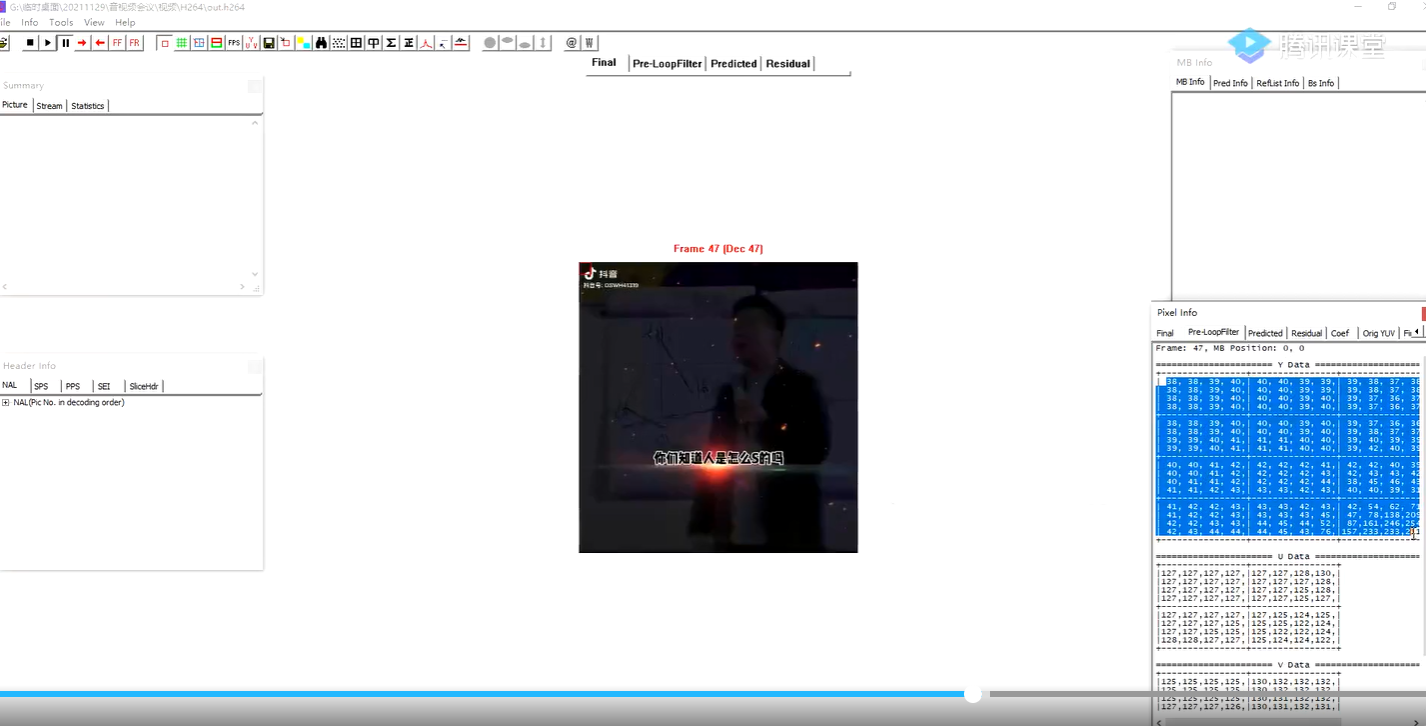 G:\临时桌面\20211129\音视频会议\视频\H264\out.h264
ile Info Tools View Help
FF FR FPS
腾讯课堂
Final Pre-LoopFilter Predicted Residual
Summary
Picture Stream Statistics
MB Info
MB Info Pred Info RefList Info Bs Info
Frame 47 (Dec 47)
抖音
你们知道人是怎么S的吗
Header Info
NAL SPS PPS SEI SliceHdr
NAL(Pic No. in decoding order)
Pixel Info
Final Pre-LoopFilter Predicted Residual Coef Orig YUV
Frame: 47, MB Position: 0, 0
Y Data
38, 38, 39, 40, 40, 40, 39, 39, 39, 38, 37, 38
38, 38, 39, 40, 40, 40, 39, 39, 39, 38, 37, 38
38, 38, 39, 40, 40, 40, 39, 40, 39, 37, 36, 37
38, 38, 39, 40, 40, 40, 39, 40, 39, 37, 36, 37
38, 38, 39, 40, 40, 40, 39, 40, 39, 37, 36, 36
38, 38, 39, 40, 40, 40, 39, 40, 39, 38, 37, 37
39, 39, 40, 41, 41, 41, 40, 40, 39, 40, 39, 39
39, 39, 40, 41, 41, 40, 40, 40, 39, 42, 40, 39
40, 40, 41, 42, 42, 42, 42, 41, 42, 42, 40, 39
40, 40, 41, 42, 42, 42, 42, 43, 42, 43, 43, 42
40, 41, 41, 42, 42, 42, 42, 44, 38, 45, 46, 43
41, 41, 42, 43, 43, 43, 42, 43, 40, 40, 39, 31
41, 42, 42, 43, 43, 43, 42, 43, 42, 54, 62, 71
41, 42, 42, 43, 43, 43, 43, 45, 47, 78,138,209
42, 42, 43, 43, 44, 45, 44, 52, 87,161,246,254
42, 43, 44, 44, 44, 45, 43, 76, 157,233,233,
U Data
127,127,127,127, 127,127,128,130,
127,127,127,127, 127,127,127,128,
127,127,127,127, 127,127,125,128,
127,127,127,127, 127,127,125,127,
127,127,127,127, 127,125,124,125,
127,127,127,125, 125,125,122,124,
127,127,125,125, 125,122,122,124,
128,128,127,127, 125,124,124,122,
V Data
125,125,125,125, 130,132,132,132,
125,125,125,125, 130,132,132,132,
125,125,125,125, 130,131,132,132,
127,127,127,126, 130,131,132,131,